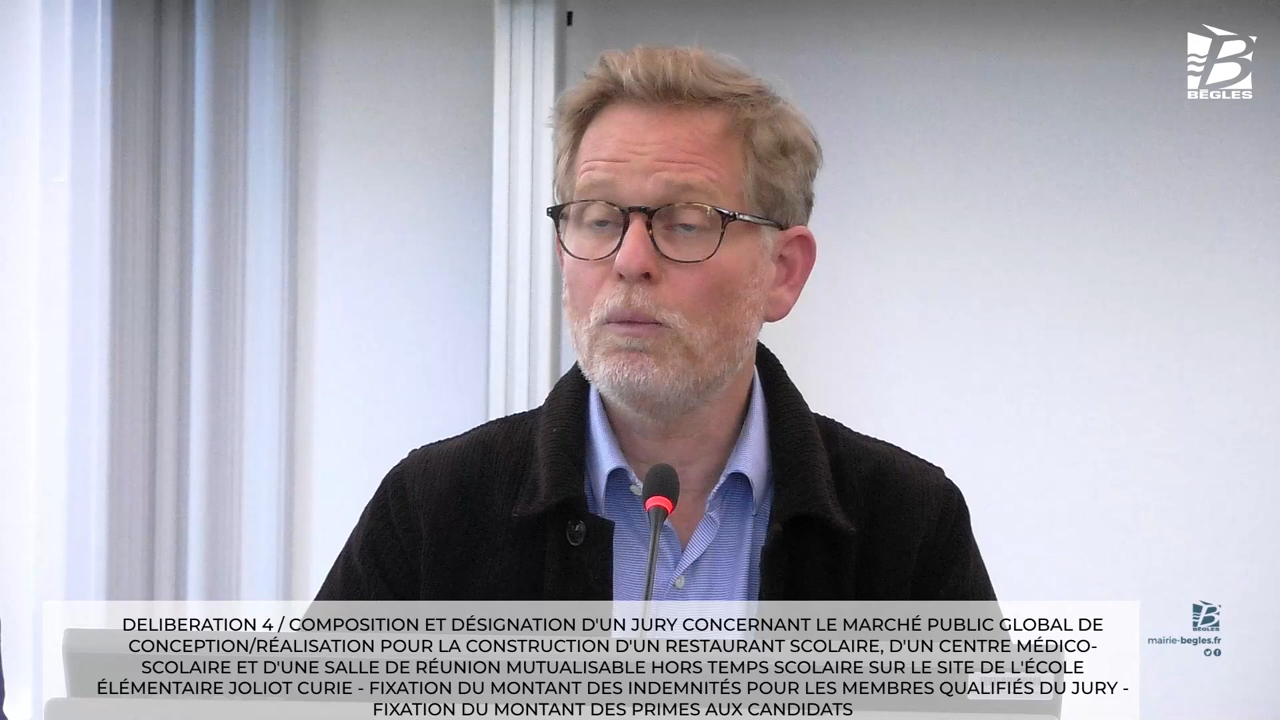 B
BÈGLES
DELIBERATION 4 / COMPOSITION ET DÉSIGNATION D'UN JURY CONCERNANT LE MARCHÉ PUBLIC GLOBAL DE
CONCEPTION/RÉALISATION POUR LA CONSTRUCTION D'UN RESTAURANT SCOLAIRE, D'UN CENTRE MÉDICO-
SCOLAIRE ET D'UNE SALLE DE RÉUNION MUTUALISABLE HORS TEMPS SCOLAIRE SUR LE SITE DE L'ÉCOLE
ÉLÉMENTAIRE JOLIOT CURIE - FIXATION DU MONTANT DES INDEMNITÉS POUR LES MEMBRES QUALIFIÉS DU JURY -
FIXATION DU MONTANT DES PRIMES AUX CANDIDATS
B
BÈGLES
mairie-begles.fr